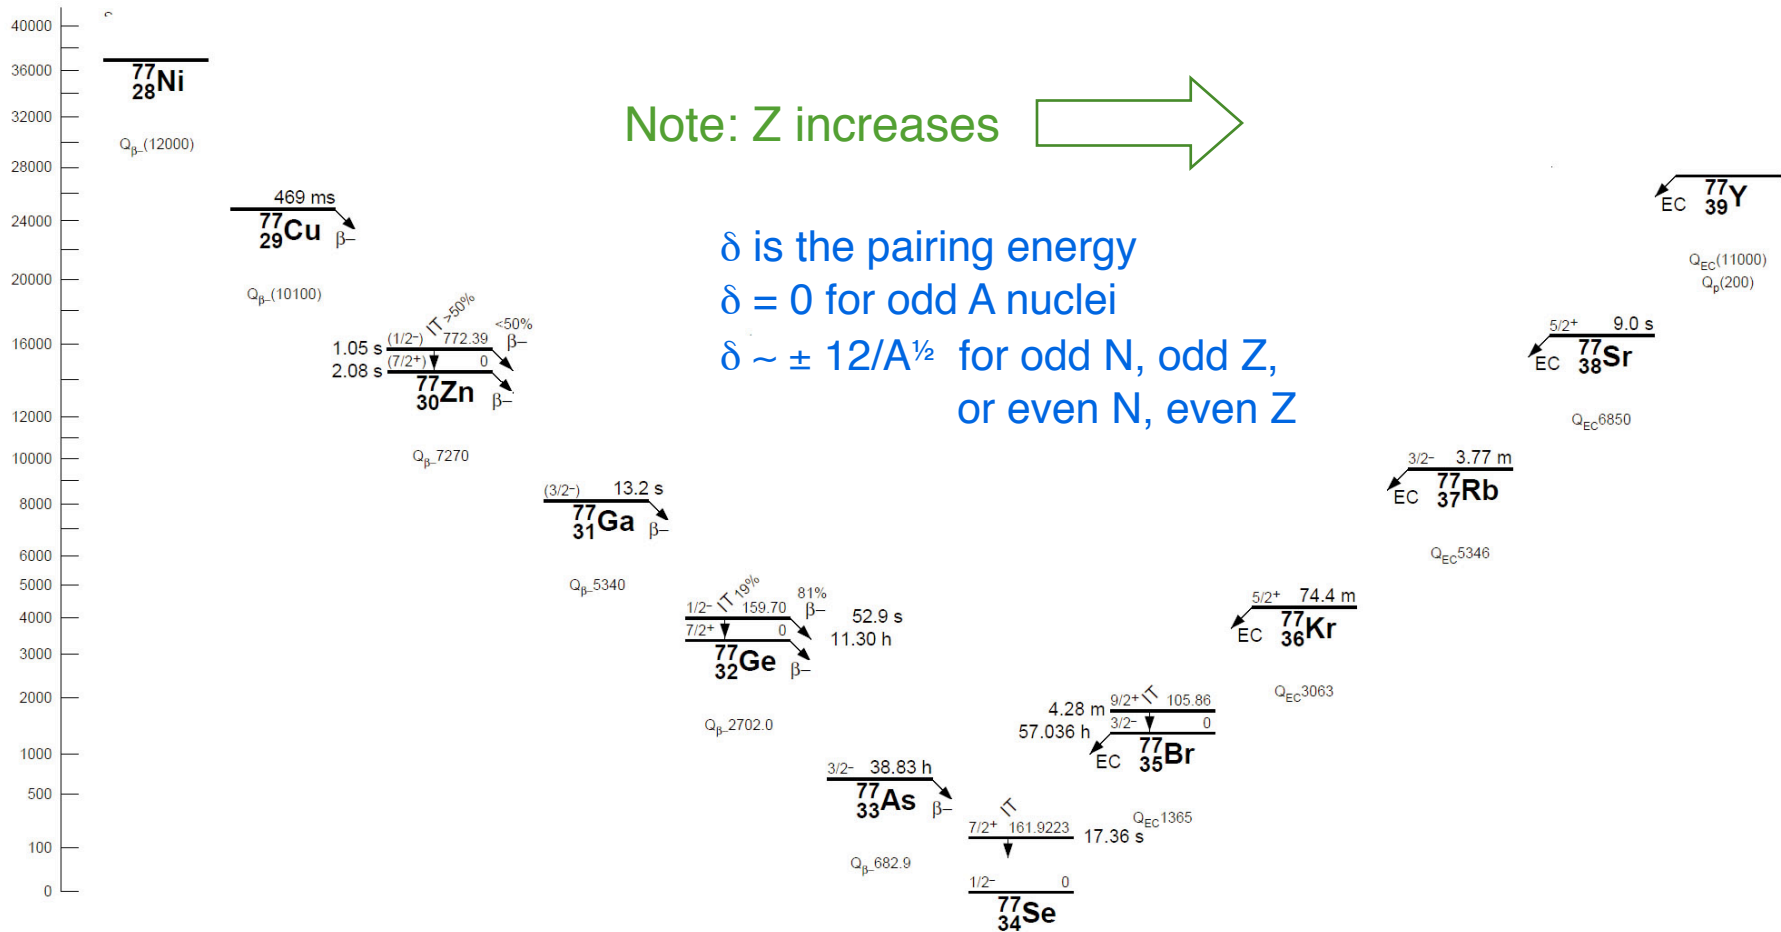 40000
36000
32000
28000
24000
20000
16000
12000
10000
8000
6000
5000
4000
3000
2000
1000
500
100
0
77
28Ni
Qβ−(12000)
469 ms
77
29Cu β−
Qβ−(10100)
IT >50%
<50%
1.05 s (1/2−) 772.39 β−
2.08 s (7/2+) 0
77
30Zn β−
Qβ−7270
(3/2−) 13.2 s
77
31Ga β−
Qβ−5340
IT 19%
81%
1/2− 159.70 β− 52.9 s
7/2+ 0 11.30 h
77
32Ge β−
Qβ−2702.0
3/2− 38.83 h
77
33As β−
Qβ−682.9
IT
7/2+ 161.9223 17.36 s
1/2− 0
77
34Se
Note: Z increases
δ is the pairing energy
δ = 0 for odd A nuclei
δ ~ ± 12/A½ for odd N, odd Z,
or even N, even Z
4.28 m 9/2+ IT 105.86
57.036 h 3/2− 0
EC 77
35Br
QEC1365
5/2+ 74.4 m
EC 77
36Kr
QEC3063
3/2− 3.77 m
EC 77
37Rb
QEC5346
5/2+ 9.0 s
EC 77
38Sr
QEC6850
EC 77
39Y
QEC(11000)
Qp(200)